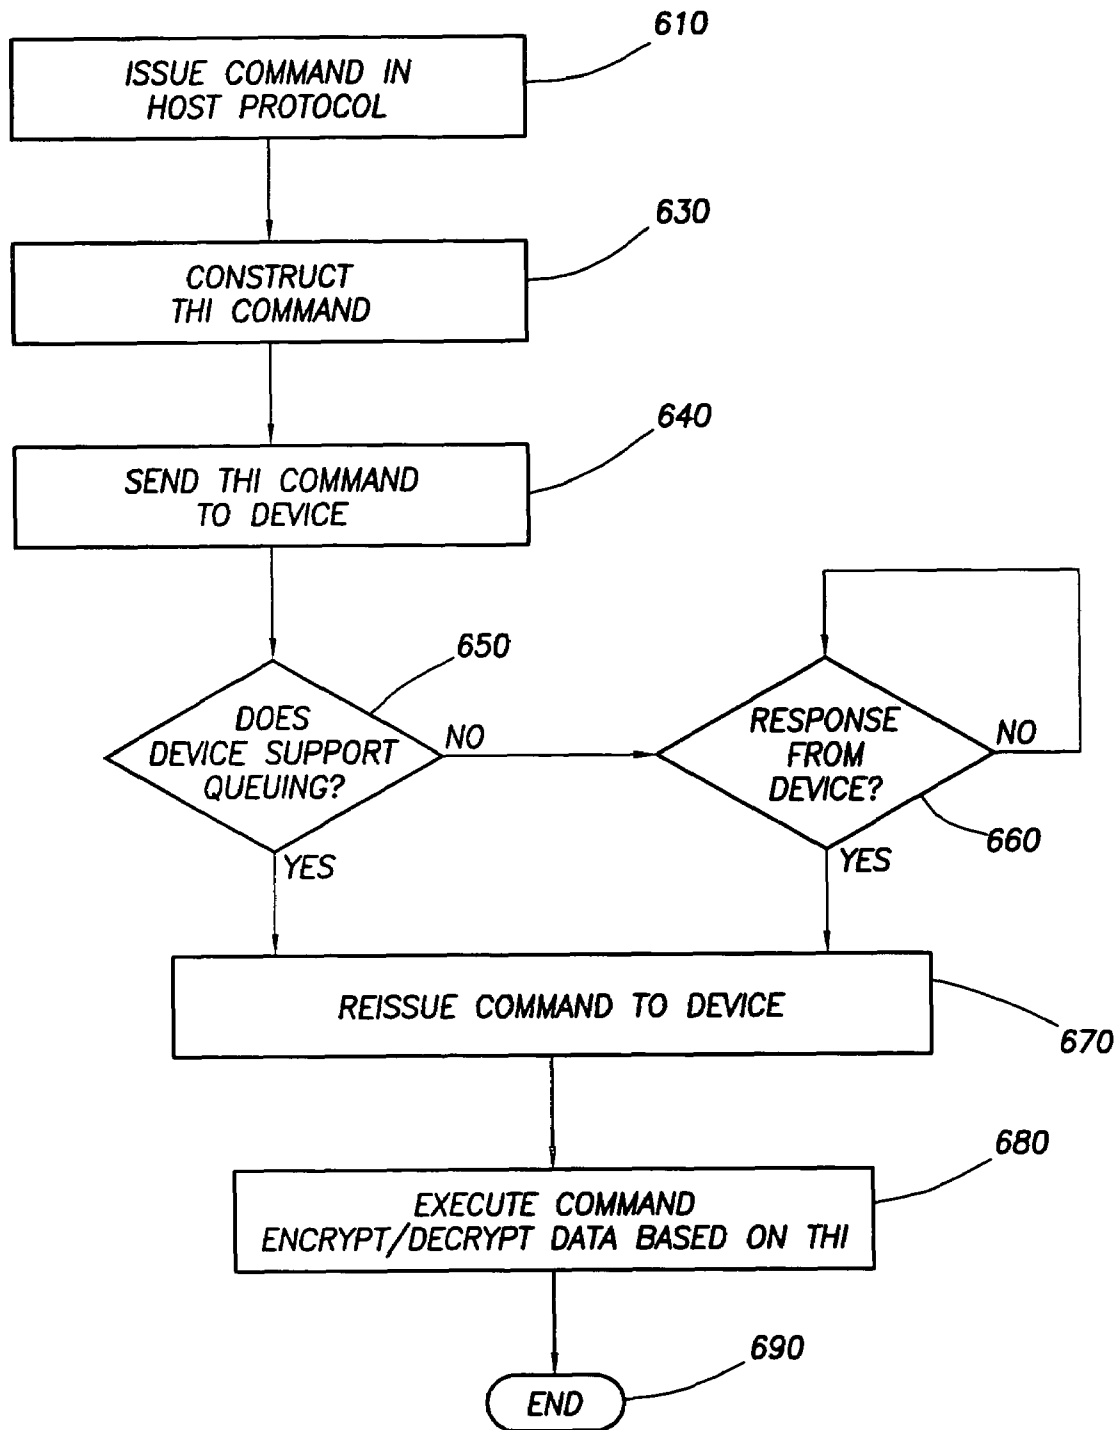 610
ISSUE COMMAND IN
HOST PROTOCOL
630
CONSTRUCT
THI COMMAND
640
SEND THI COMMAND
TO DEVICE
650
DOES
DEVICE SUPPORT
QUEUING?
NO
YES
RESPONSE
FROM
DEVICE?
NO
660
YES
REISSUE COMMAND TO DEVICE
670
680
EXECUTE COMMAND
ENCRYPT/DECRYPT DATA BASED ON THI
690
END